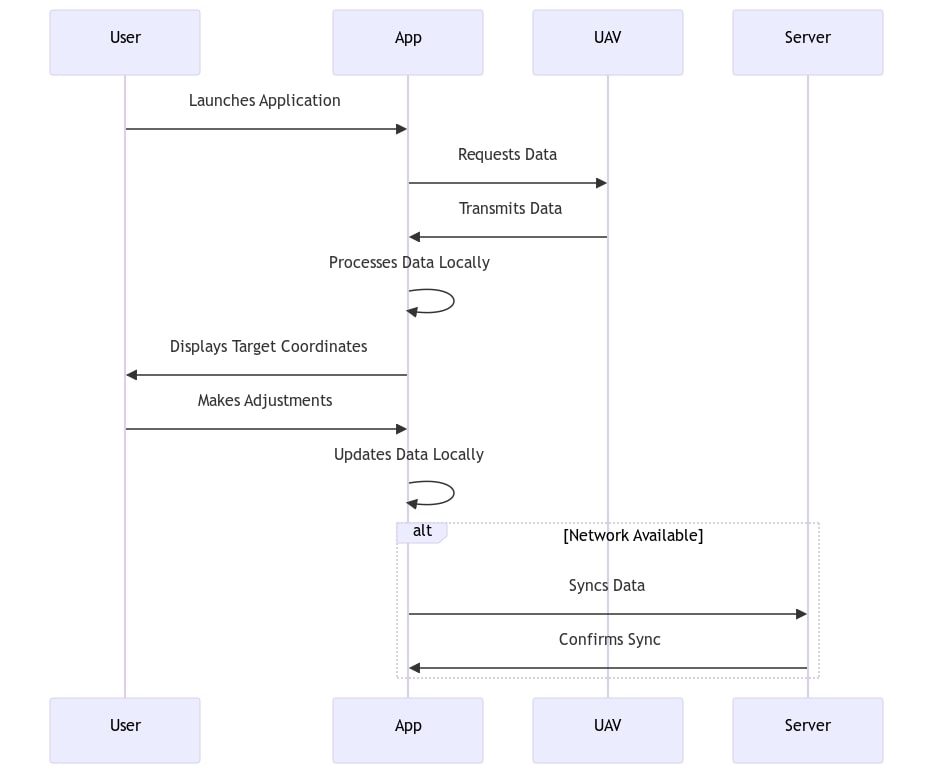 User
App
UAV
Server
Launches Application
Requests Data
Transmits Data
Processes Data Locally
Displays Target Coordinates
Makes Adjustments
Updates Data Locally
alt
[Network Available]
Syncs Data
Confirms Sync
User
App
UAV
Server